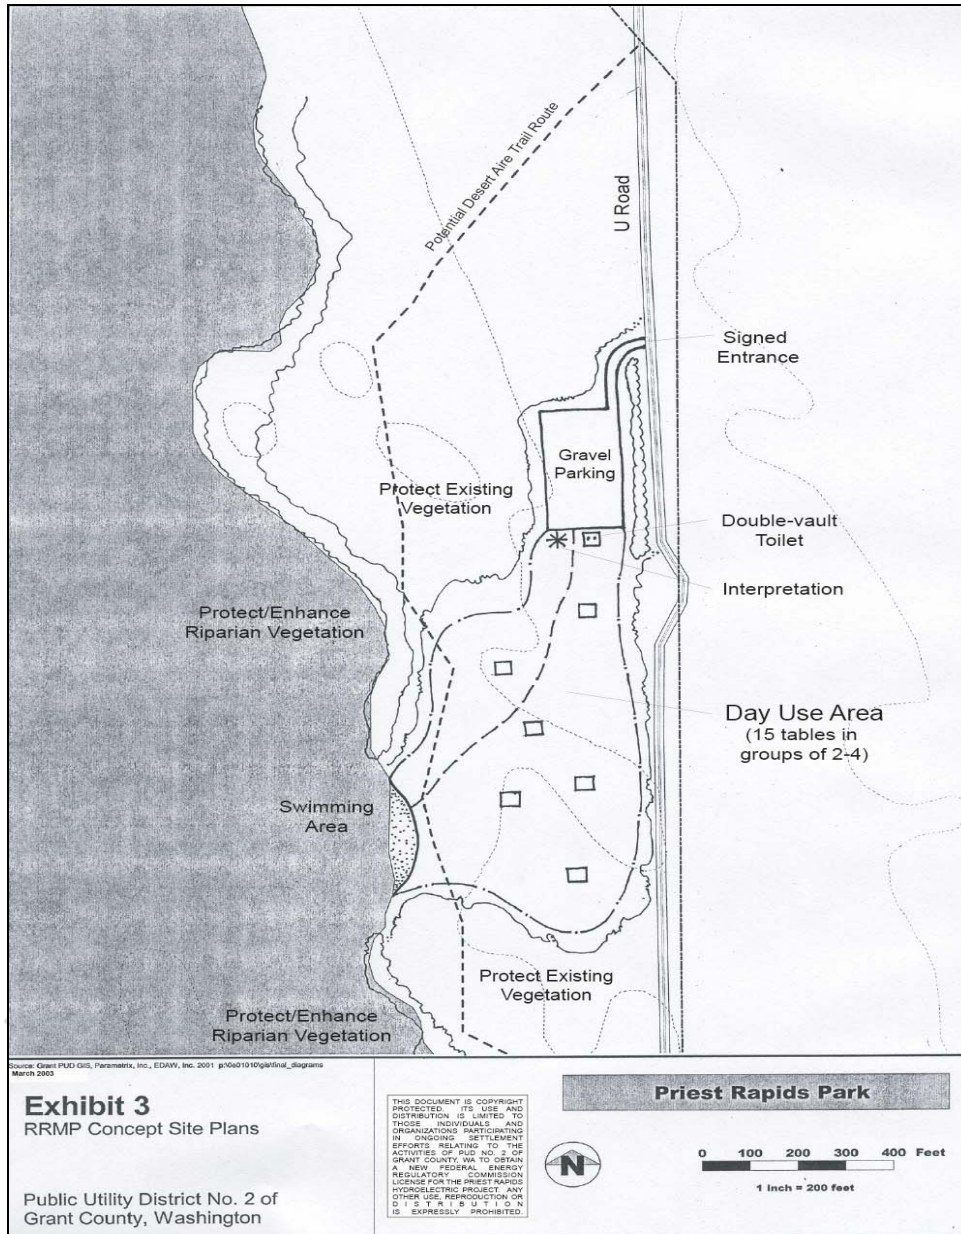 Potential Desert Aire Trail Route
U Road
Signed
Entrance
Gravel
Parking
Protect Existing
Vegetation
Double-vault
Toilet
Interpretation
Protect/Enhance
Riparian Vegetation
Day Use Area
(15 tables in
groups of 2-4)
Swimming
Area
Protect Existing
Vegetation
Protect/Enhance
Riparian Vegetation
Source: Grant PUD GIS, Parametrix, Inc., EDAW, Inc. 2001 p:\0e01010\gis\final_diagrams
March 2003
Exhibit 3
RRMP Concept Site Plans
Public Utility District No. 2 of
Grant County, Washington
THIS DOCUMENT IS COPYRIGHT
PROTECTED. ITS USE AND
DISTRIBUTION IS LIMITED TO
THOSE INDIVIDUALS AND
ORGANIZATIONS PARTICIPATING
IN ONGOING SETTLEMENT
EFFORTS RELATING TO THE
ACTIVITIES OF PUD NO. 2 OF
GRANT COUNTY, WA TO OBTAIN
A NEW FEDERAL ENERGY
REGULATORY COMMISSION
LICENSE FOR THE PRIEST RAPIDS
HYDROELECTRIC PROJECT. ANY
OTHER USE, REPRODUCTION OR
DISTRIBUTION
IS EXPRESSLY PROHIBITED.
N
Priest Rapids Park
0 100 200 300 400 Feet
1 Inch = 200 feet